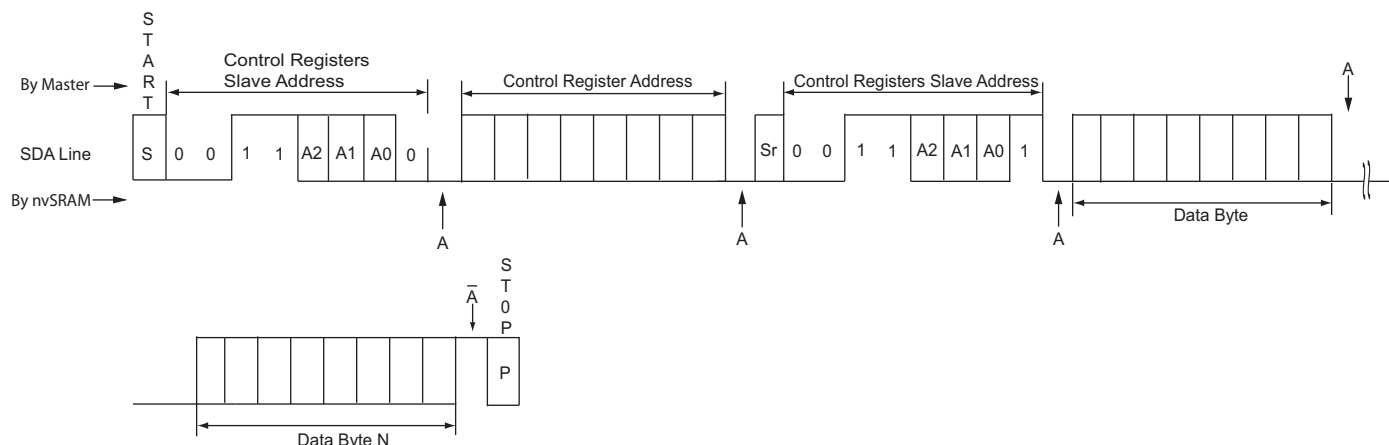 START
Control Registers
Slave Address
By Master
Control Register Address
Control Registers Slave Address
A
SDA Line
S 0 0 1 1 A2 A1 A0 0 Sr 0 0 1 1 A2 A1 A0 1
By nvSRAM
A
A
A
Data Byte
A̅
ST0P
P
Data Byte N